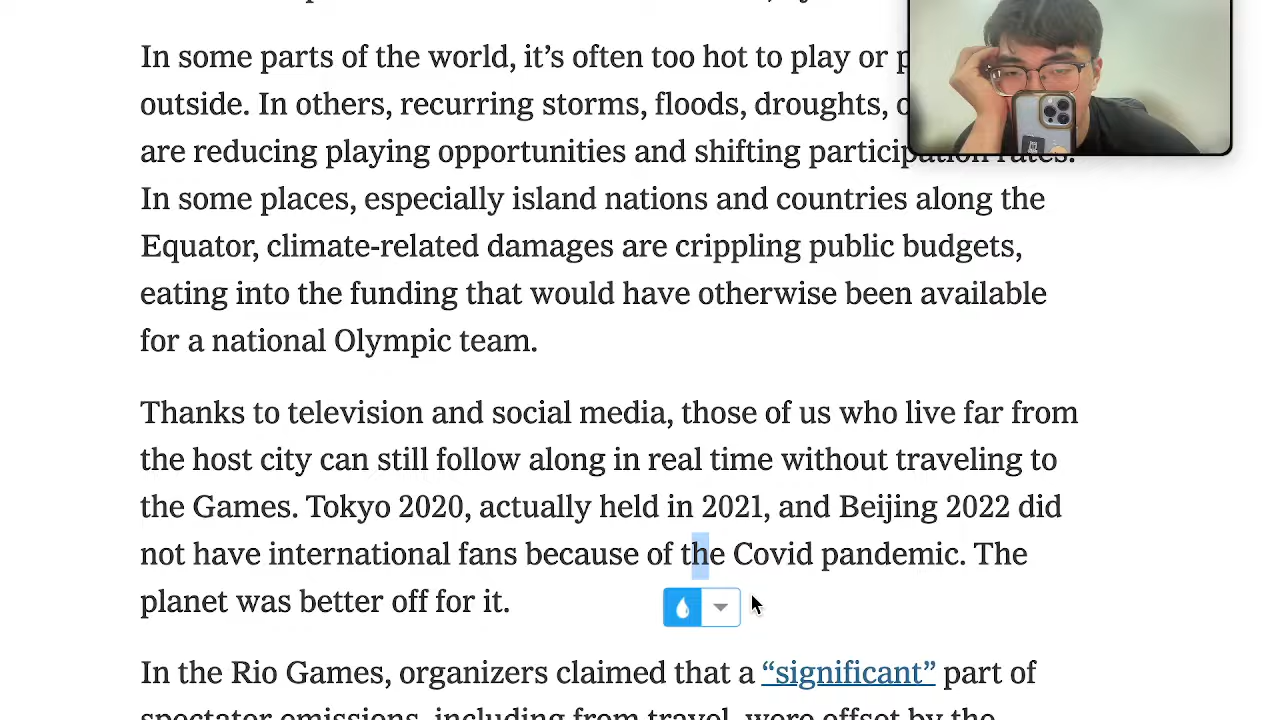 In some parts of the world, it’s often too hot to play or
outside. In others, recurring storms, floods, droughts,
are reducing playing opportunities and shifting participation rates.
In some places, especially island nations and countries along the
Equator, climate-related damages are crippling public budgets,
eating into the funding that would have otherwise been available
for a national Olympic team.
Thanks to television and social media, those of us who live far from
the host city can still follow along in real time without traveling to
the Games. Tokyo 2020, actually held in 2021, and Beijing 2022 did
not have international fans because of the Covid pandemic. The
planet was better off for it.
In the Rio Games, organizers claimed that a “significant” part of
spectator emissions, including from travel, were offset by the